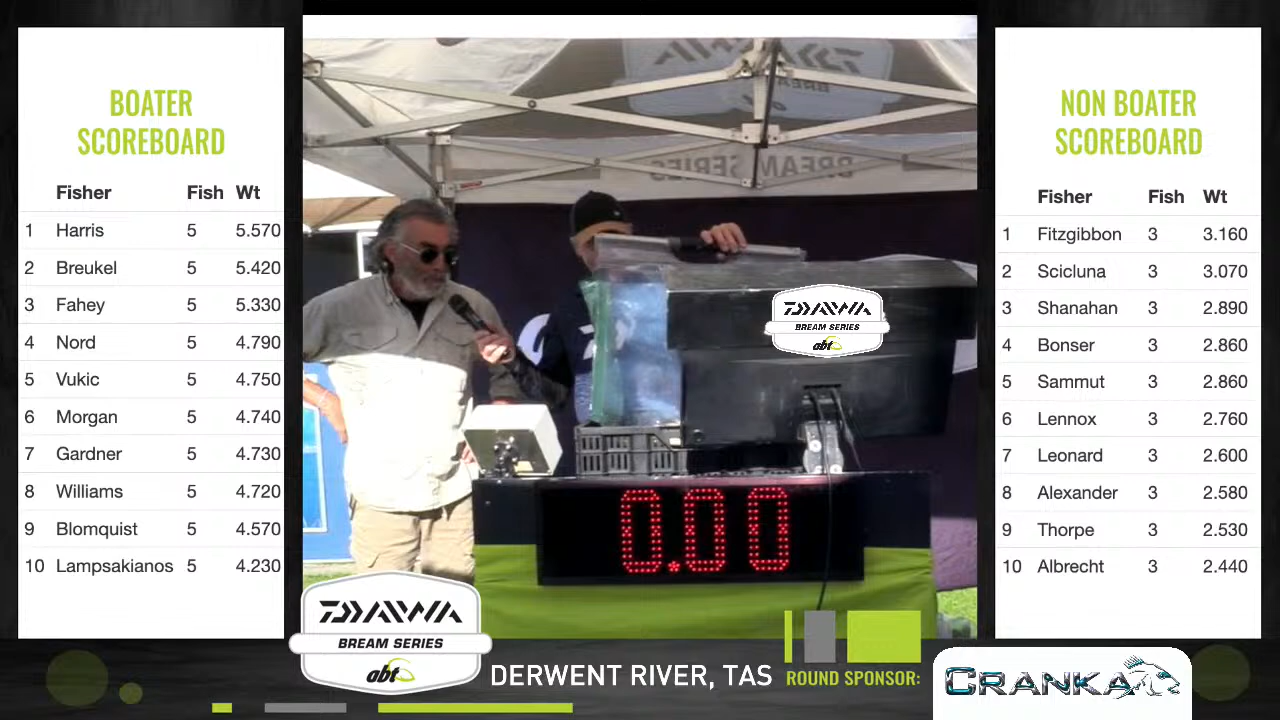 BOATER
SCOREBOARD
Fisher Fish Wt
1 Harris 5 5.570
2 Breukel 5 5.420
3 Fahey 5 5.330
4 Nord 5 4.790
5 Vukic 5 4.750
6 Morgan 5 4.740
7 Gardner 5 4.730
8 Williams 5 4.720
9 Blomquist 5 4.570
10 Lampsakianos 5 4.230
BREAM SERIES
DAIWA
BREAM SERIES
abt
0.00
NON BOATER
SCOREBOARD
Fisher Fish Wt
1 Fitzgibbon 3 3.160
2 Scicluna 3 3.070
3 Shanahan 3 2.890
4 Bonser 3 2.860
5 Sammut 3 2.860
6 Lennox 3 2.760
7 Leonard 3 2.600
8 Alexander 3 2.580
9 Thorpe 3 2.530
10 Albrecht 3 2.440
DAIWA
BREAM SERIES
abt
DERWENT RIVER, TAS
ROUND SPONSOR:
CRANKA